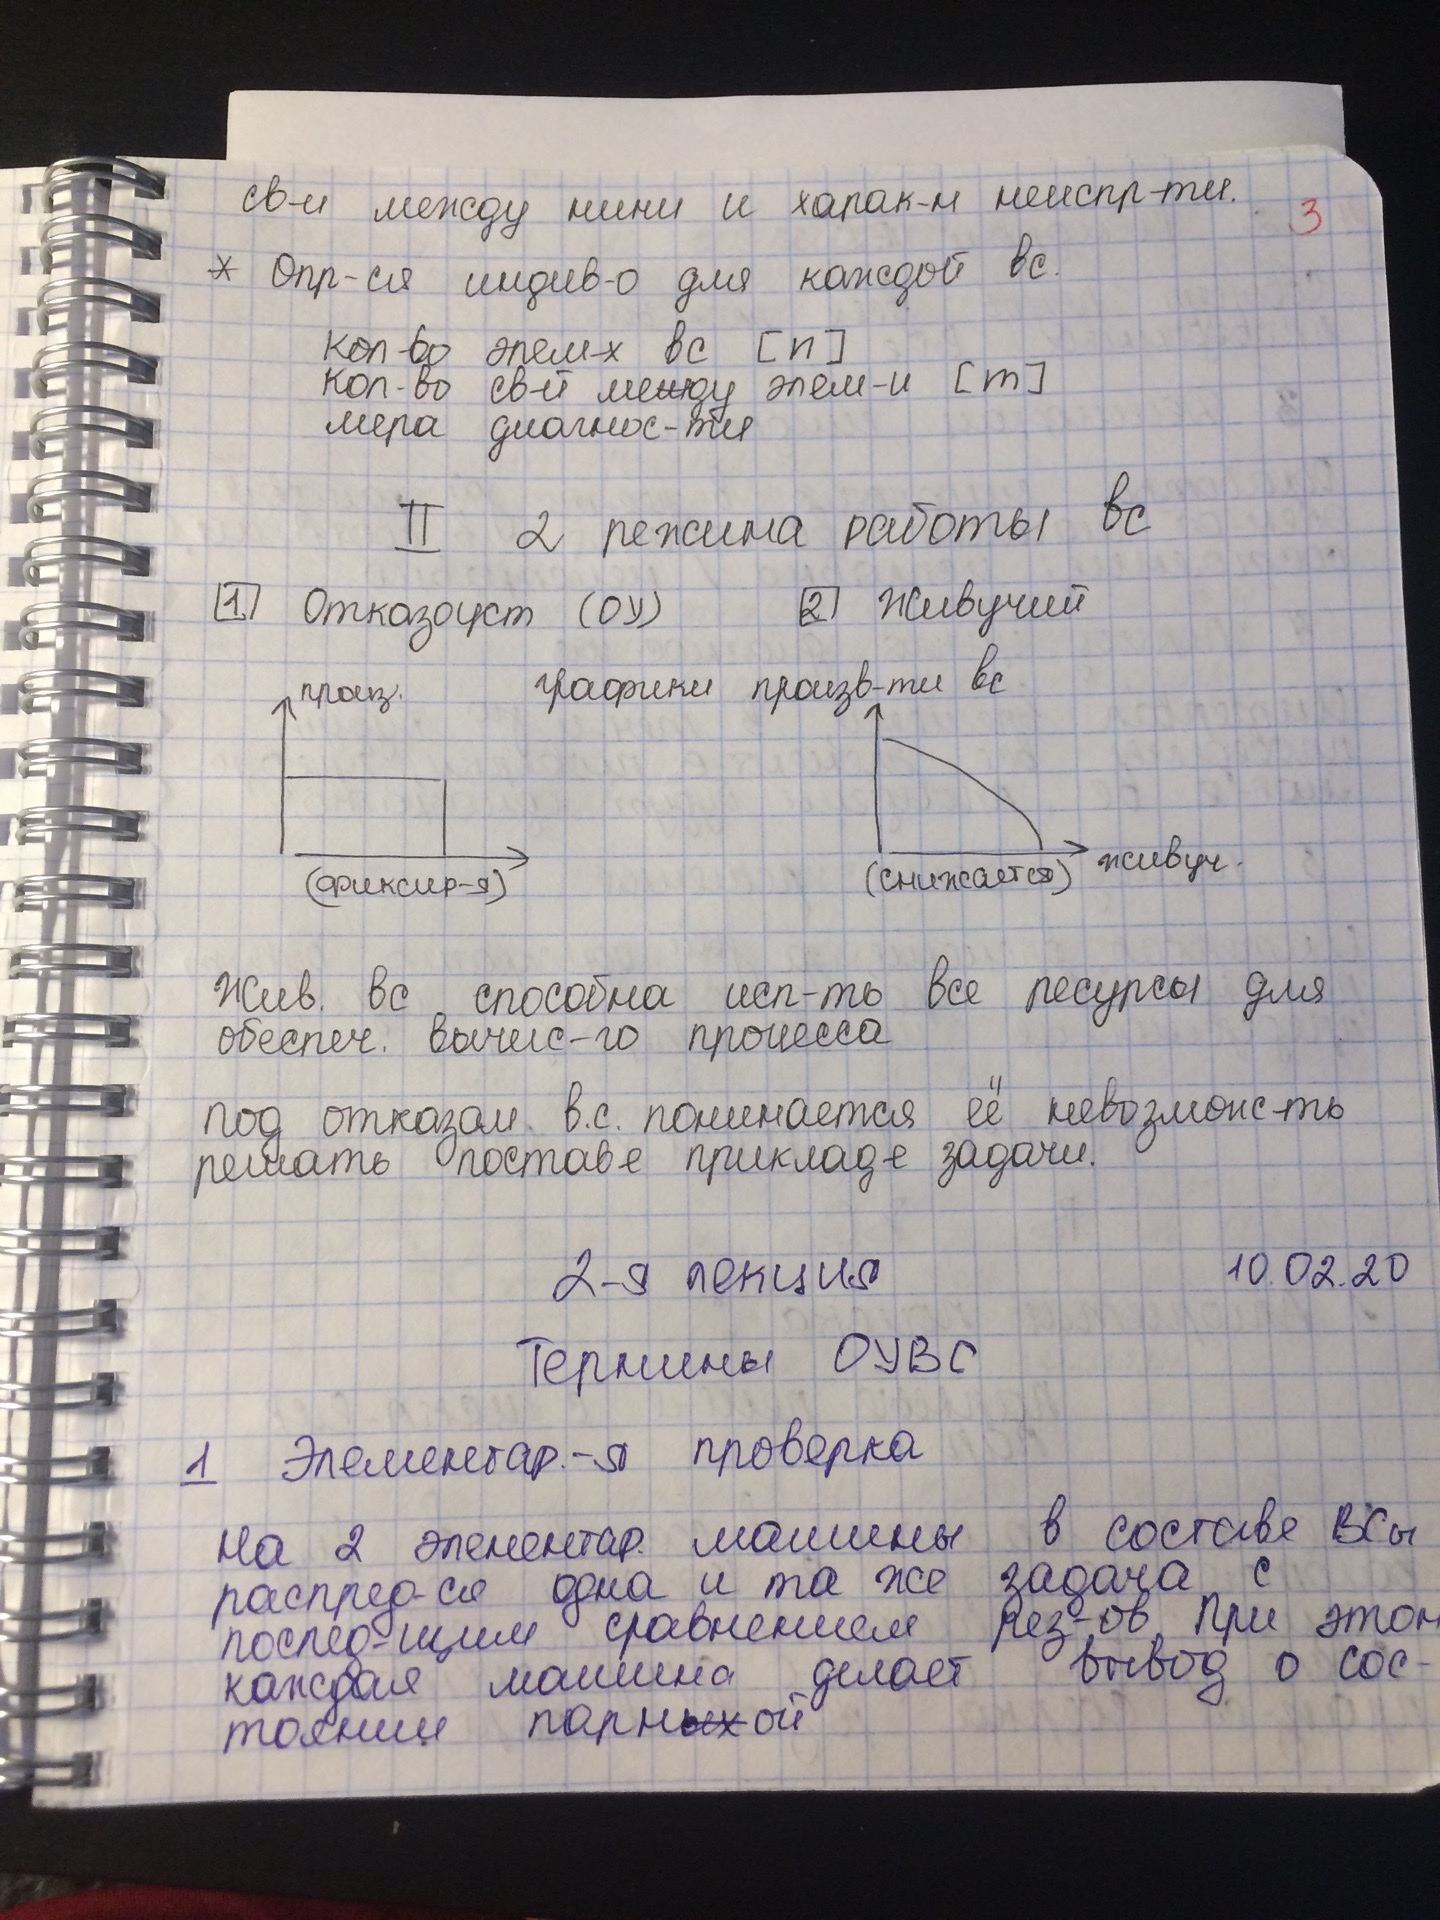 св-и между ними и харак-м неиспр-ти.
3
* Опр-ся индив-о для каждой вс.
кол-во элем-х вс [n]
кол-во св-й между элем-и [m]
мера диагнос-ти
II 2 режима работы вс
1. Отказоуст (ОУ) 2. Живучий
произ. графики произв-ти вс
(фиксир-я) (снижается) живуч.
Жив. вс способна исп-ть все ресурсы для
обеспеч. вычис-го процесса
под отказом в.с. понимается её невозможс-ть
решать постав-е приклад-е задачи.
2-я лекция 10.02.20
Термины ОУВС
1 Элементар.-я проверка
На 2 элементар. машины в составе ВСы
распред-ся одна и та же задача с
послед-щим сравнением рез-ов. При этом
каждая машина делает вывод о сос-
тоянии парной